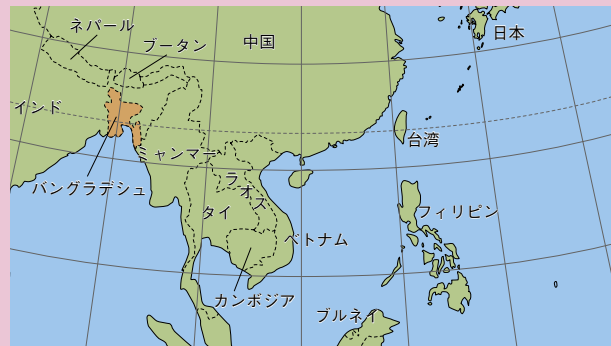 ネパール
ブータン
中国
日本
インド
台湾
ャンマー
バングラデシュ
ラオス
タイ
フィリピン
ベトナム
カンボジア
ブルネイ